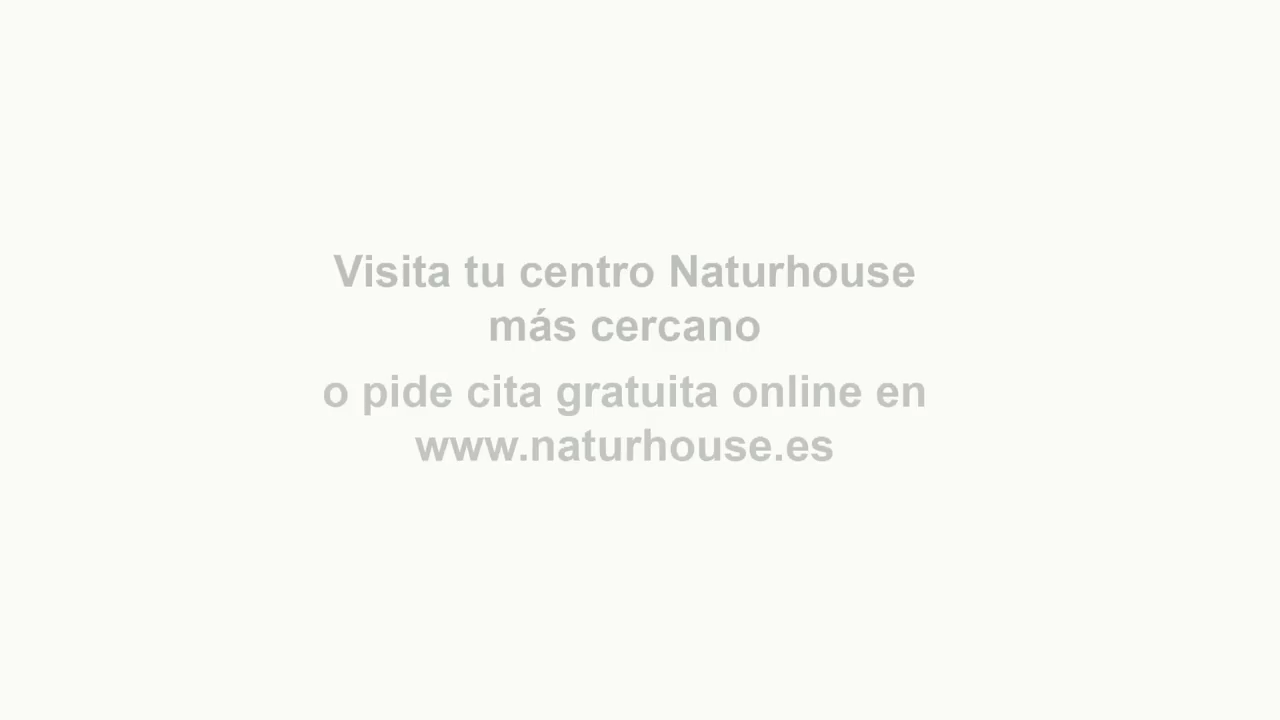 Visita tu centro Naturhouse
más cercano
o pide cita gratuita online en
www.naturhouse.es